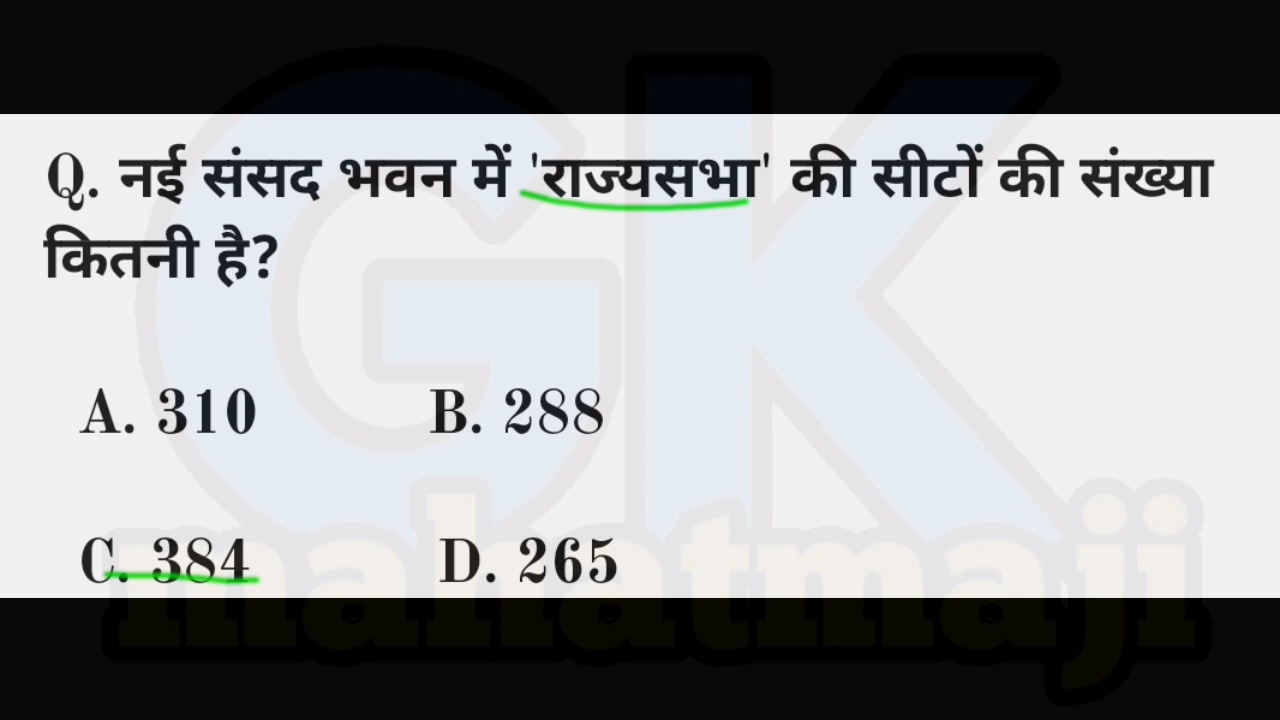 Q. नई संसद भवन में 'राज्यसभा' की सीटों की संख्या
कितनी है?
A. 310 B. 288
C. 384 D. 265
GK
mahatmaji